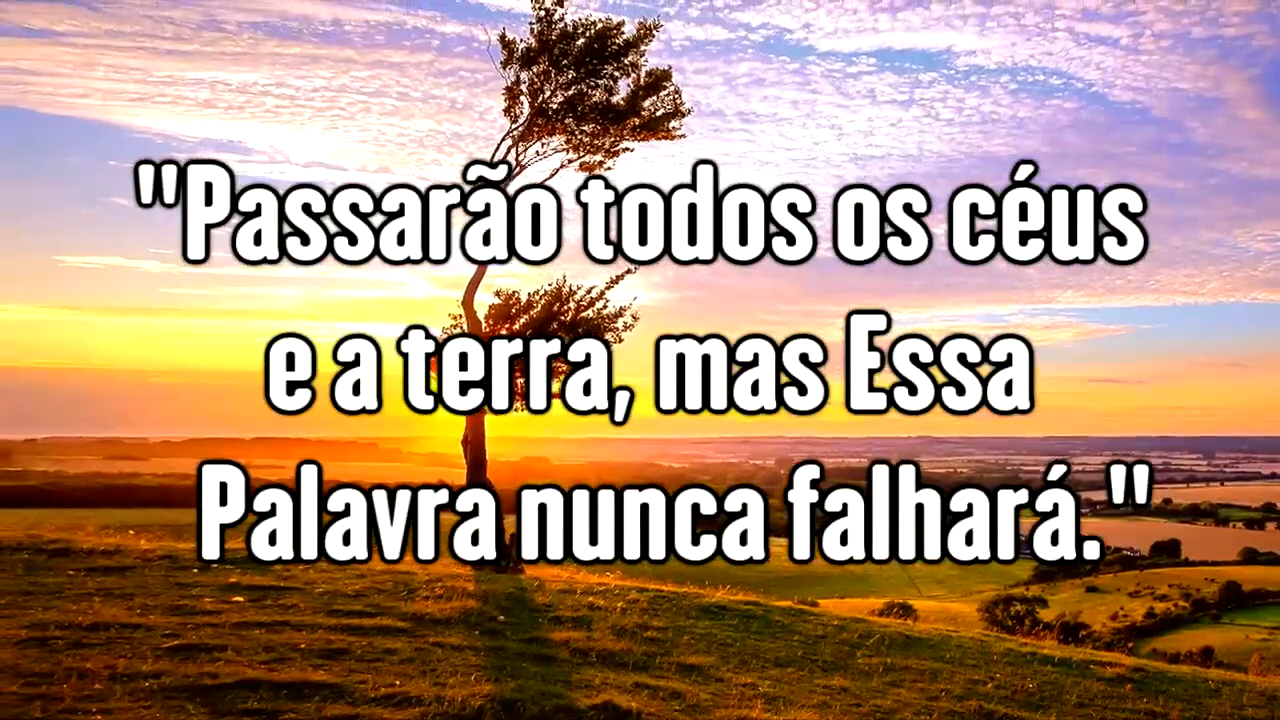 "Passarão todos os céus
e a terra, mas Essa
Palavra nunca falhará."